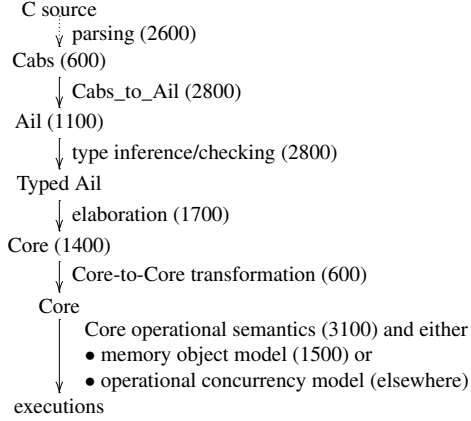 C source
parsing (2600)
Cabs (600)
Cabs_to_Ail (2800)
Ail (1100)
type inference/checking (2800)
Typed Ail
elaboration (1700)
Core (1400)
Core-to-Core transformation (600)
Core
Core operational semantics (3100) and either
• memory object model (1500) or
• operational concurrency model (elsewhere)
executions